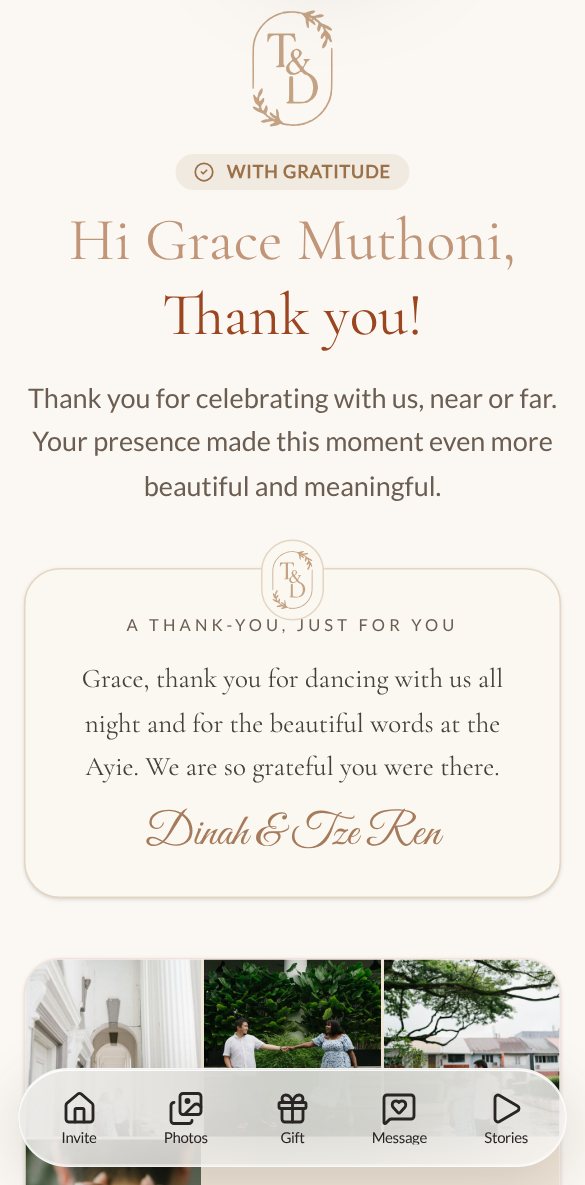 T&D
WITH GRATITUDE
Hi Grace Muthoni,
Thank you!
Thank you for celebrating with us, near or far.
Your presence made this moment even more
beautiful and meaningful.
T&D
A THANK-YOU, JUST FOR YOU
Grace, thank you for dancing with us all
night and for the beautiful words at the
Ayie. We are so grateful you were there.
Dinah & Tze Ren
Invite Photos Gift Message Stories